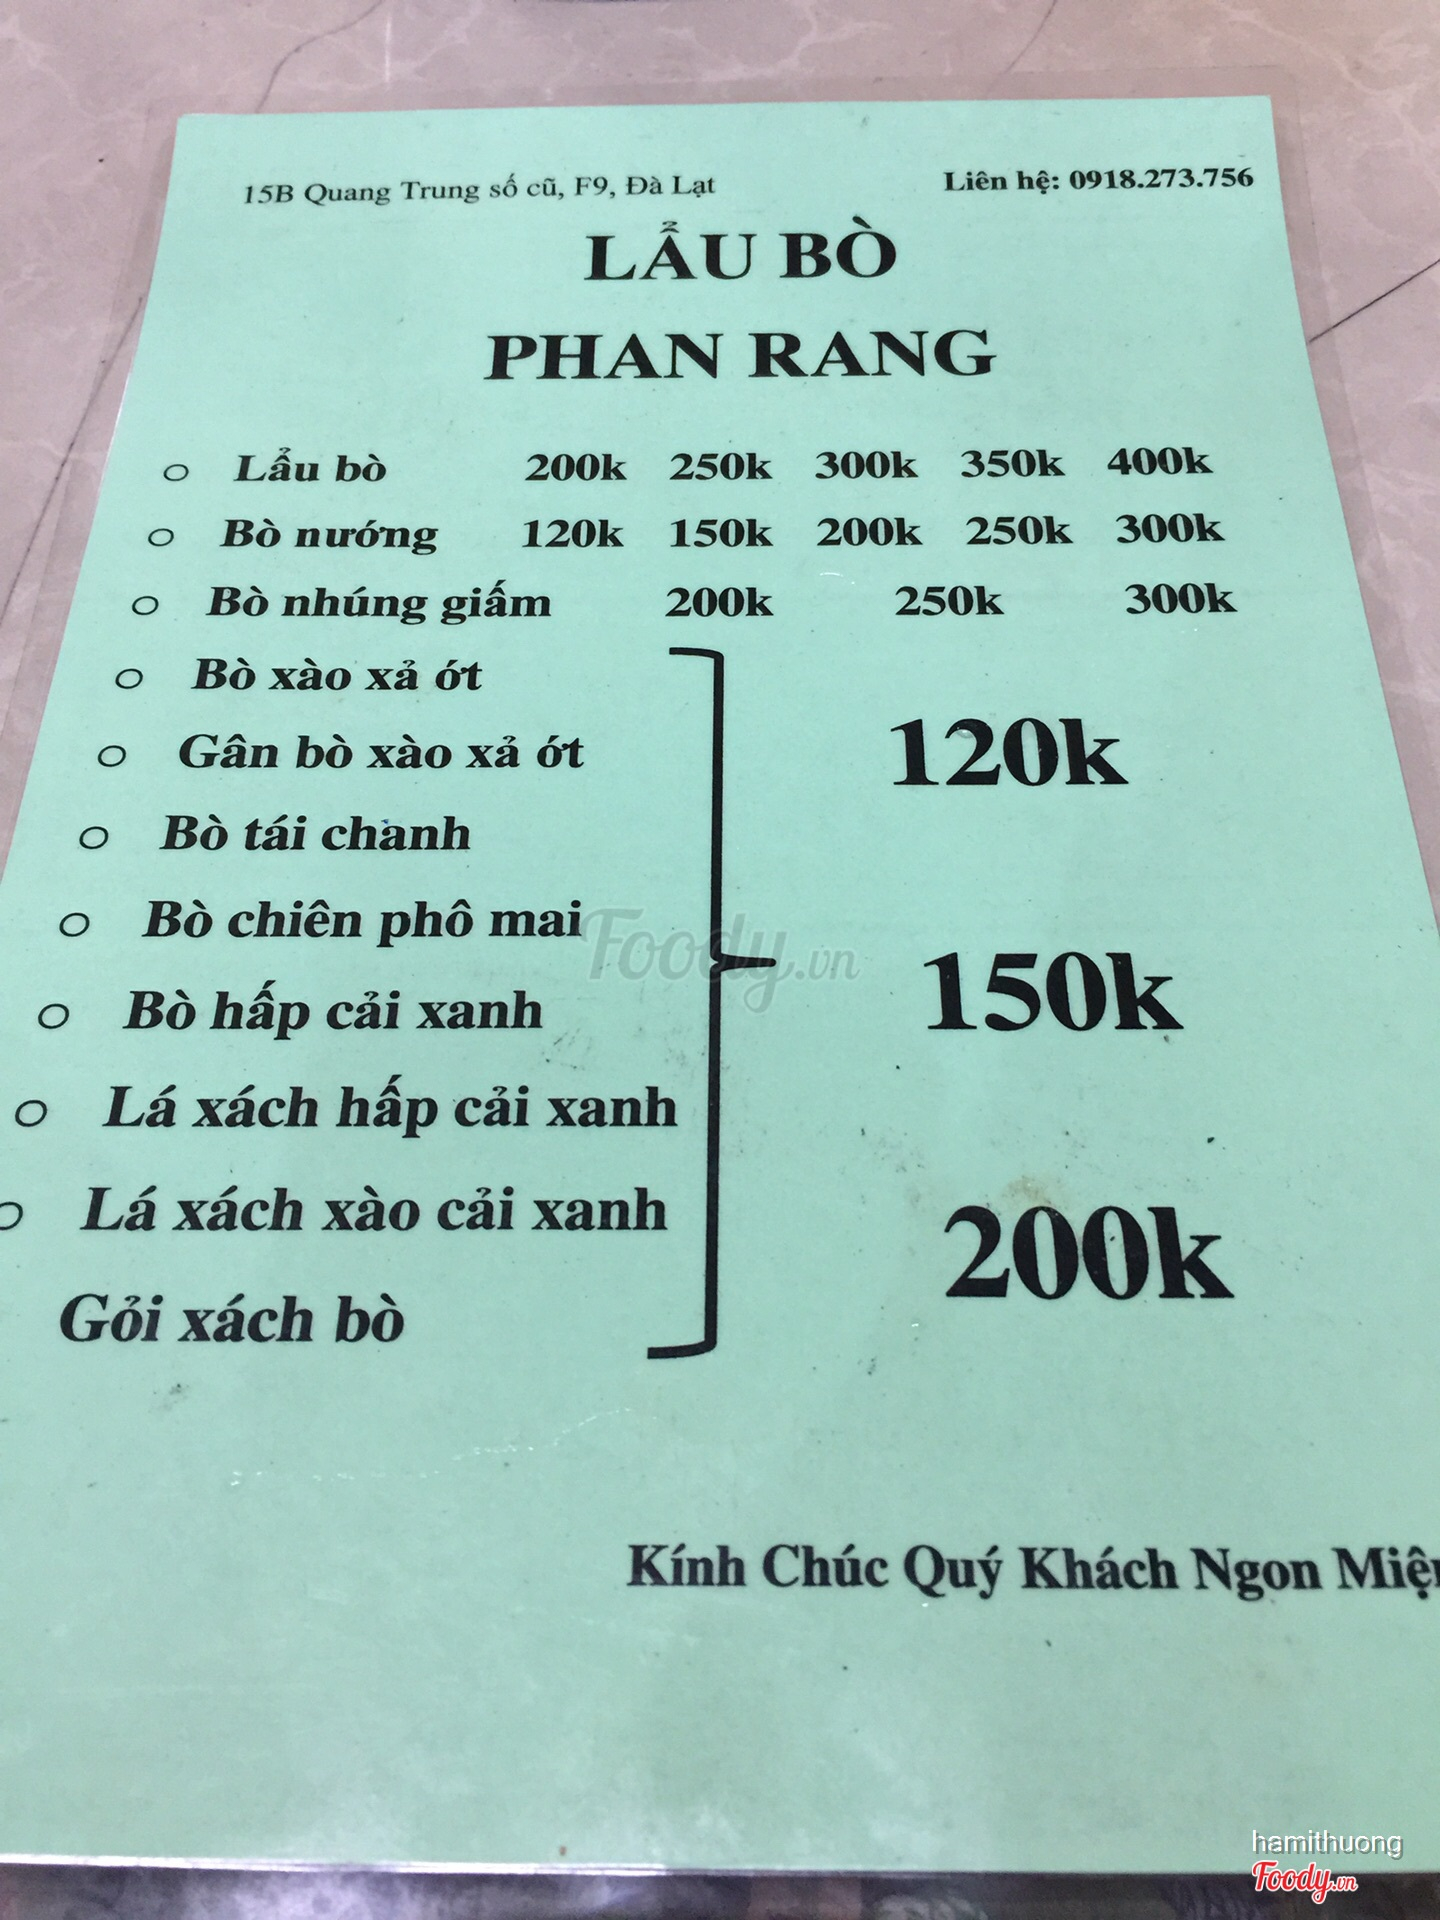 15B Quang Trung số cũ, F9, Đà Lạt Liên hệ: 0918.273.756
LẨU BÒ
PHAN RANG
Lẩu bò 200k 250k 300k 350k 400k
Bò nướng 120k 150k 200k 250k 300k
Bò nhúng giấm 200k 250k 300k
Bò xào xả ớt
Gân bò xào xả ớt 120k
Bò tái chanh
Bò chiên phô mai
Foody.vn
Bò hấp cải xanh 150k
Lá xách hấp cải xanh
Lá xách xào cải xanh 200k
Gỏi xách bò
Kính Chúc Quý Khách Ngon
hamithuong
Foody.vn